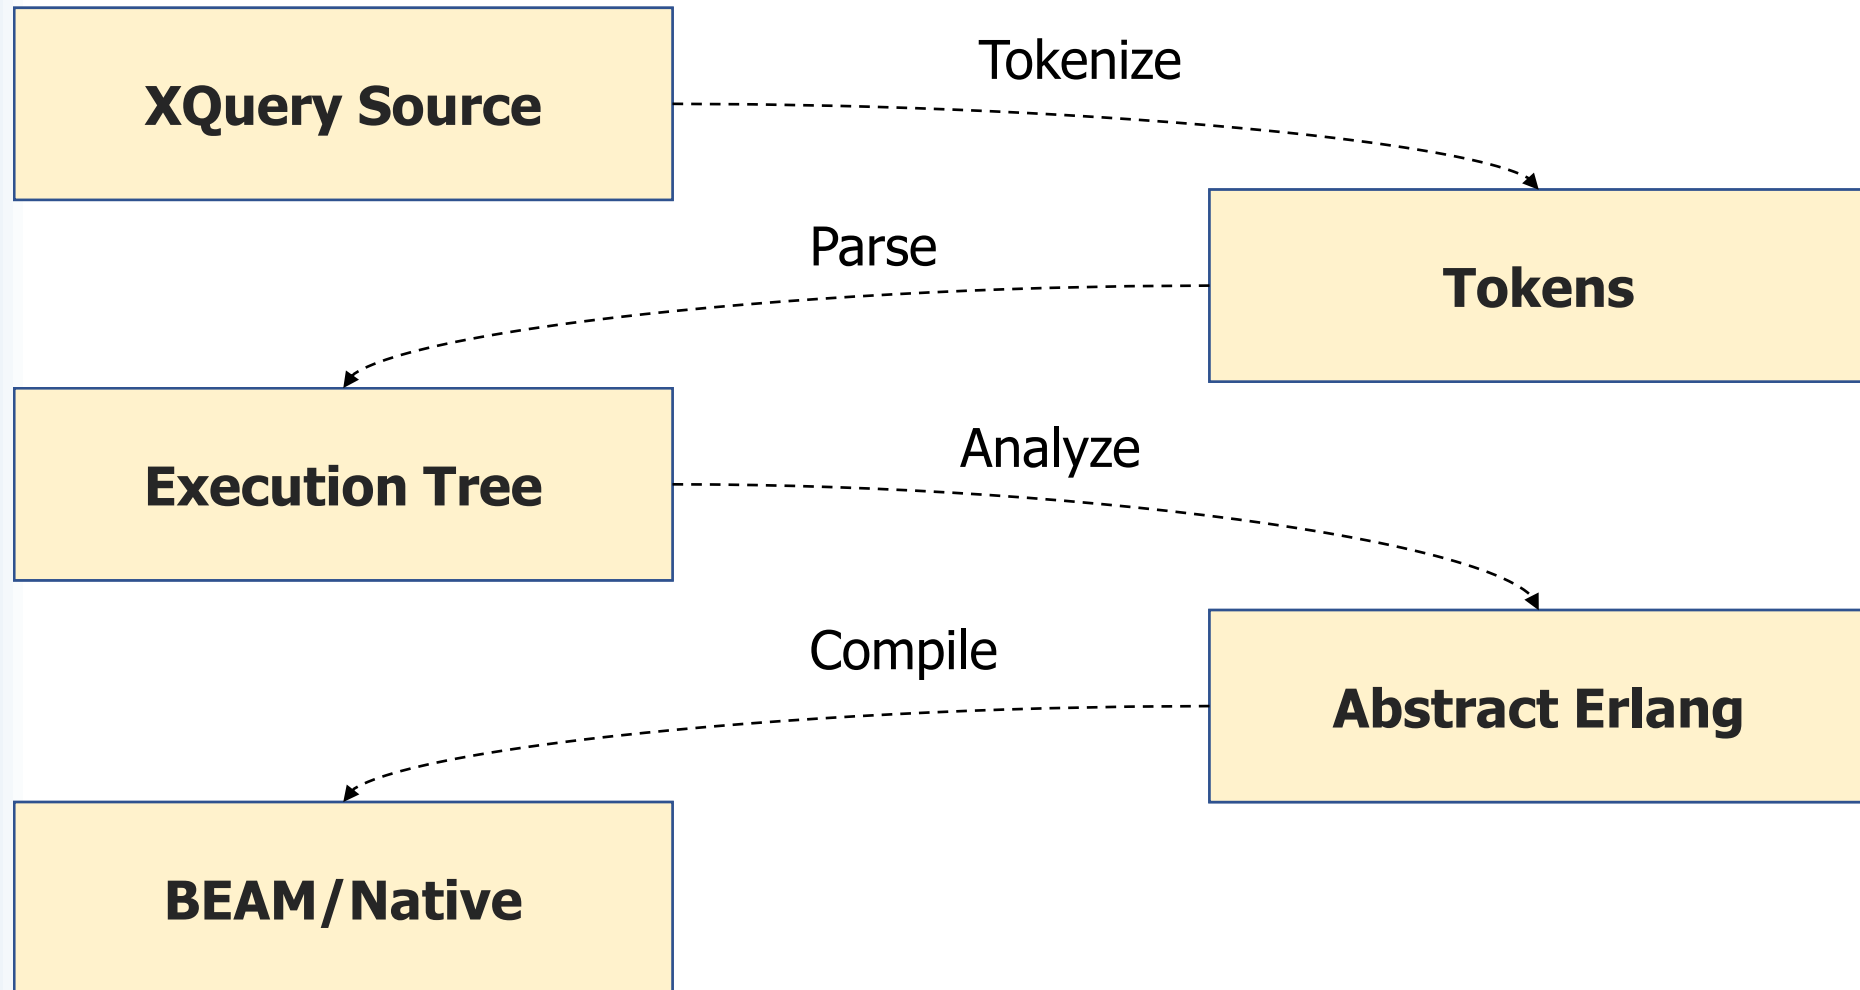 XQuery Source
Tokenize
Tokens
Parse
Execution Tree
Analyze
Abstract Erlang
Compile
BEAM/Native